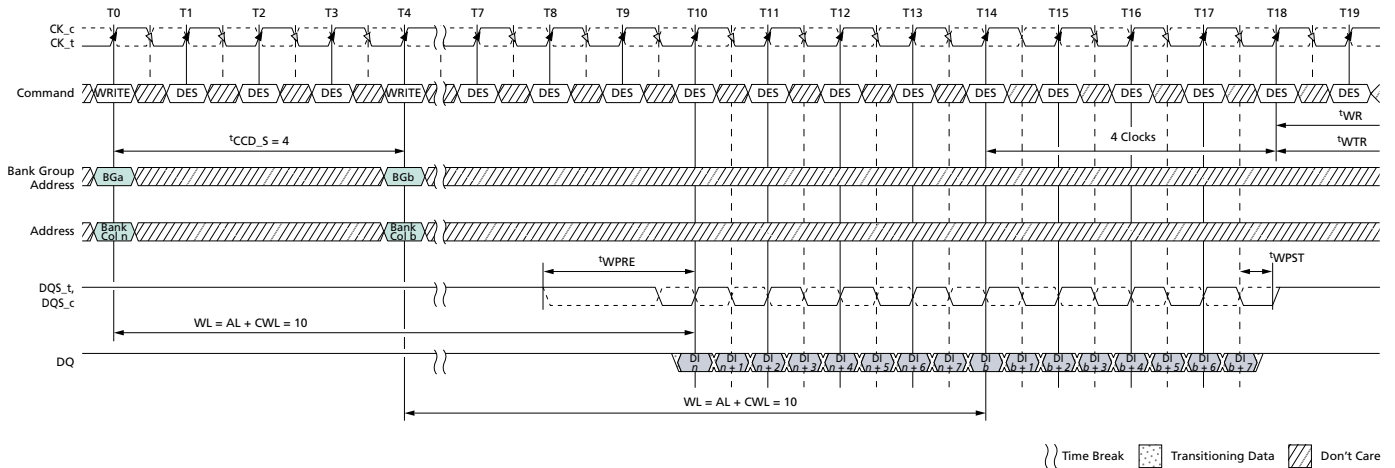 T0 T1 T2 T3 T4 T7 T8 T9 T10 T11 T12 T13 T14 T15 T16 T17 T18 T19
CK_c
CK_t
Command WRITE DES DES DES WRITE DES DES DES DES DES DES DES DES DES DES DES DES DES
tWR
tCCD_S = 4 4 Clocks tWTR
Bank Group
Address BGa BGb
Address Bank
Col n Bank
Col b
tWPRE tWPST
DQS_t,
DQS_c
WL = AL + CWL = 10
DQ DI
n DI
n + 1 DI
n + 2 DI
n + 3 DI
n + 4 DI
n + 5 DI
n + 6 DI
n + 7 DI
b DI
b + 1 DI
b + 2 DI
b + 3 DI
b + 4 DI
b + 5 DI
b + 6 DI
b + 7
WL = AL + CWL = 10
Time Break Transitioning Data Don't Care